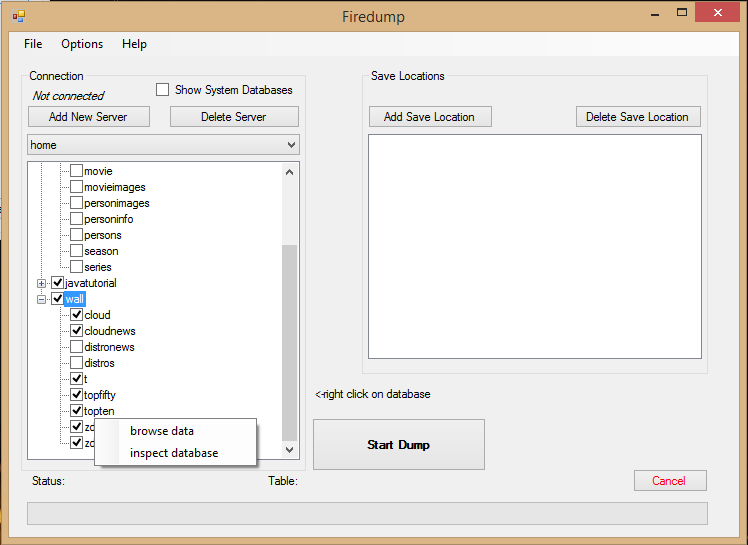 Firedump
File Options Help
Connection
Not connected
Show System Databases
Add New Server
Delete Server
home
movie
movieimages
personimages
personinfo
persons
season
series
javatutorial
wall
cloud
cloudnews
distronews
distros
t
topfifty
topten
browse data
inspect database
Save Locations
Add Save Location
Delete Save Location
<-right click on database
Start Dump
Status:
Table:
Cancel